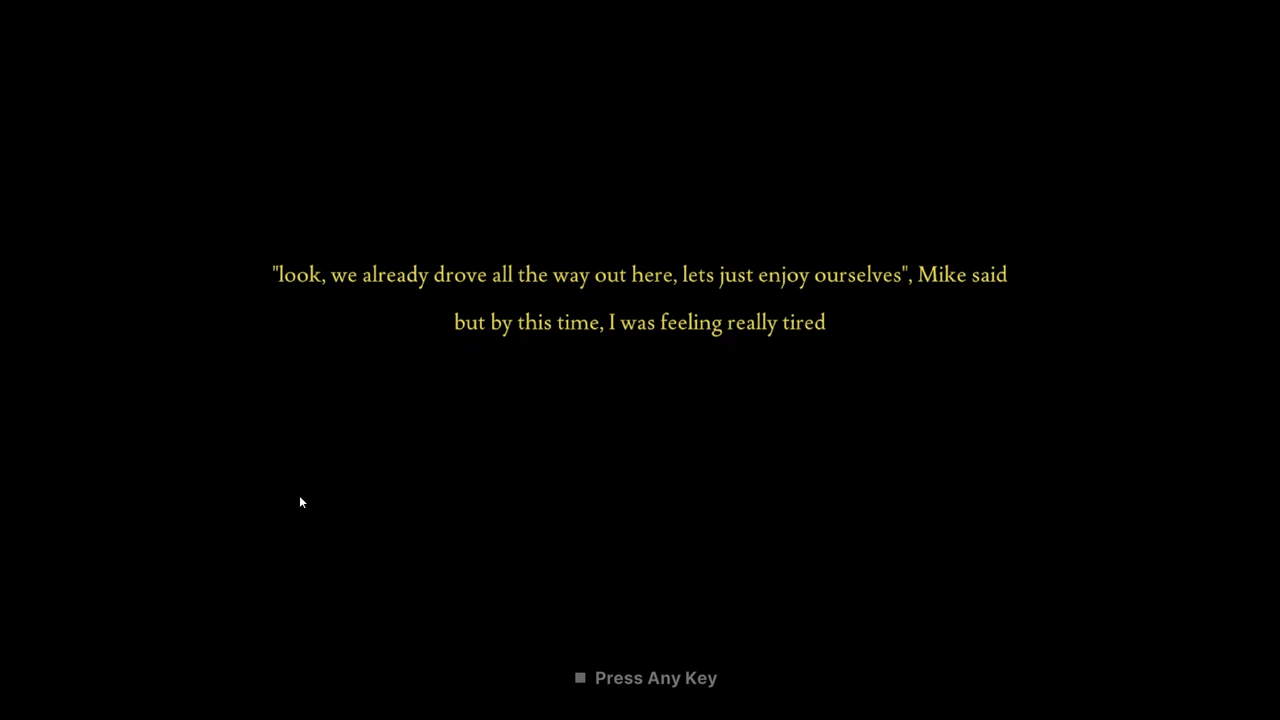 "look, we already drove all the way out here, lets just enjoy ourselves", Mike said
but by this time, I was feeling really tired
Press Any Key